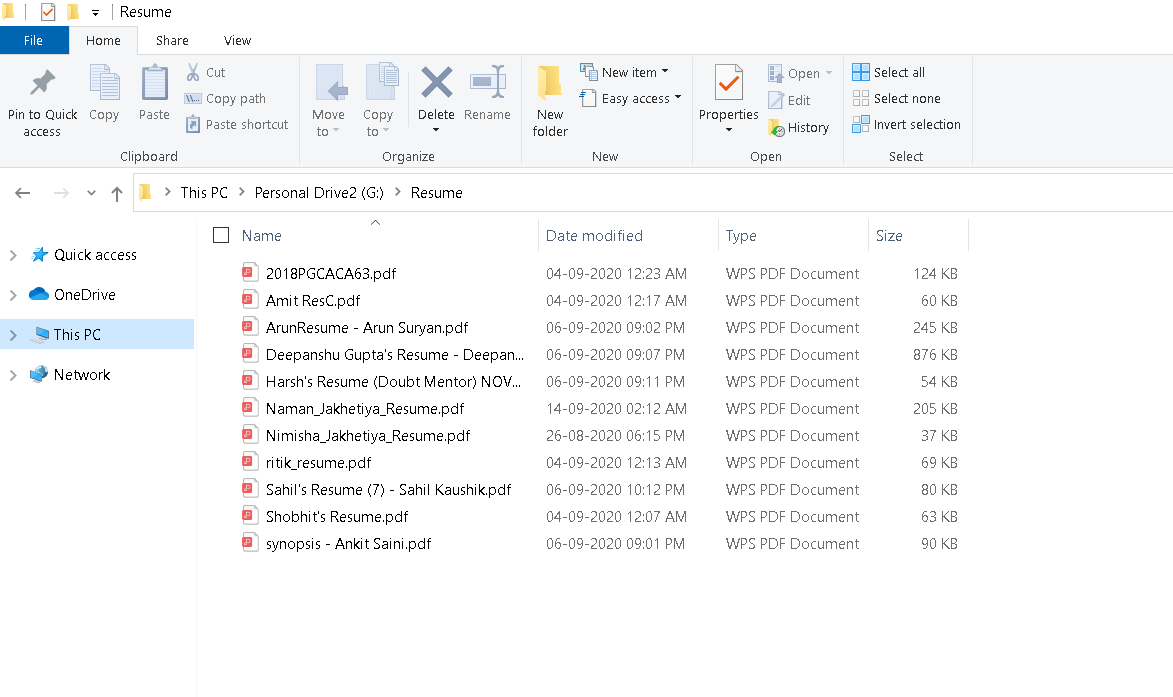 Resume
File Home Share View
Pin to Quick access
Copy
Paste
Cut
Copy path
Paste shortcut
Clipboard
Move to
Copy to
Delete
Rename
Organize
New folder
New item
Easy access
New
Properties
Open
Edit
History
Open
Select all
Select none
Invert selection
Select
This PC Personal Drive2 (G:) Resume
Quick access
OneDrive
This PC
Network
Name Date modified Type Size
2018PGCACA63.pdf 04-09-2020 12:23 AM WPS PDF Document 124 KB
Amit ResC.pdf 04-09-2020 12:17 AM WPS PDF Document 60 KB
ArunResume - Arun Suryan.pdf 06-09-2020 09:02 PM WPS PDF Document 245 KB
Deepanshu Gupta's Resume - Deepan... 06-09-2020 09:07 PM WPS PDF Document 876 KB
Harsh's Resume (Doubt Mentor) NOV... 06-09-2020 09:11 PM WPS PDF Document 54 KB
Naman_Jakhetiya_Resume.pdf 14-09-2020 02:12 AM WPS PDF Document 205 KB
Nimisha_Jakhetiya_Resume.pdf 26-08-2020 06:15 PM WPS PDF Document 37 KB
ritik_resume.pdf 04-09-2020 12:13 AM WPS PDF Document 69 KB
Sahil's Resume (7) - Sahil Kaushik.pdf 06-09-2020 10:12 PM WPS PDF Document 80 KB
Shobhit's Resume.pdf 04-09-2020 12:07 AM WPS PDF Document 63 KB
synopsis - Ankit Saini.pdf 06-09-2020 09:01 PM WPS PDF Document 90 KB